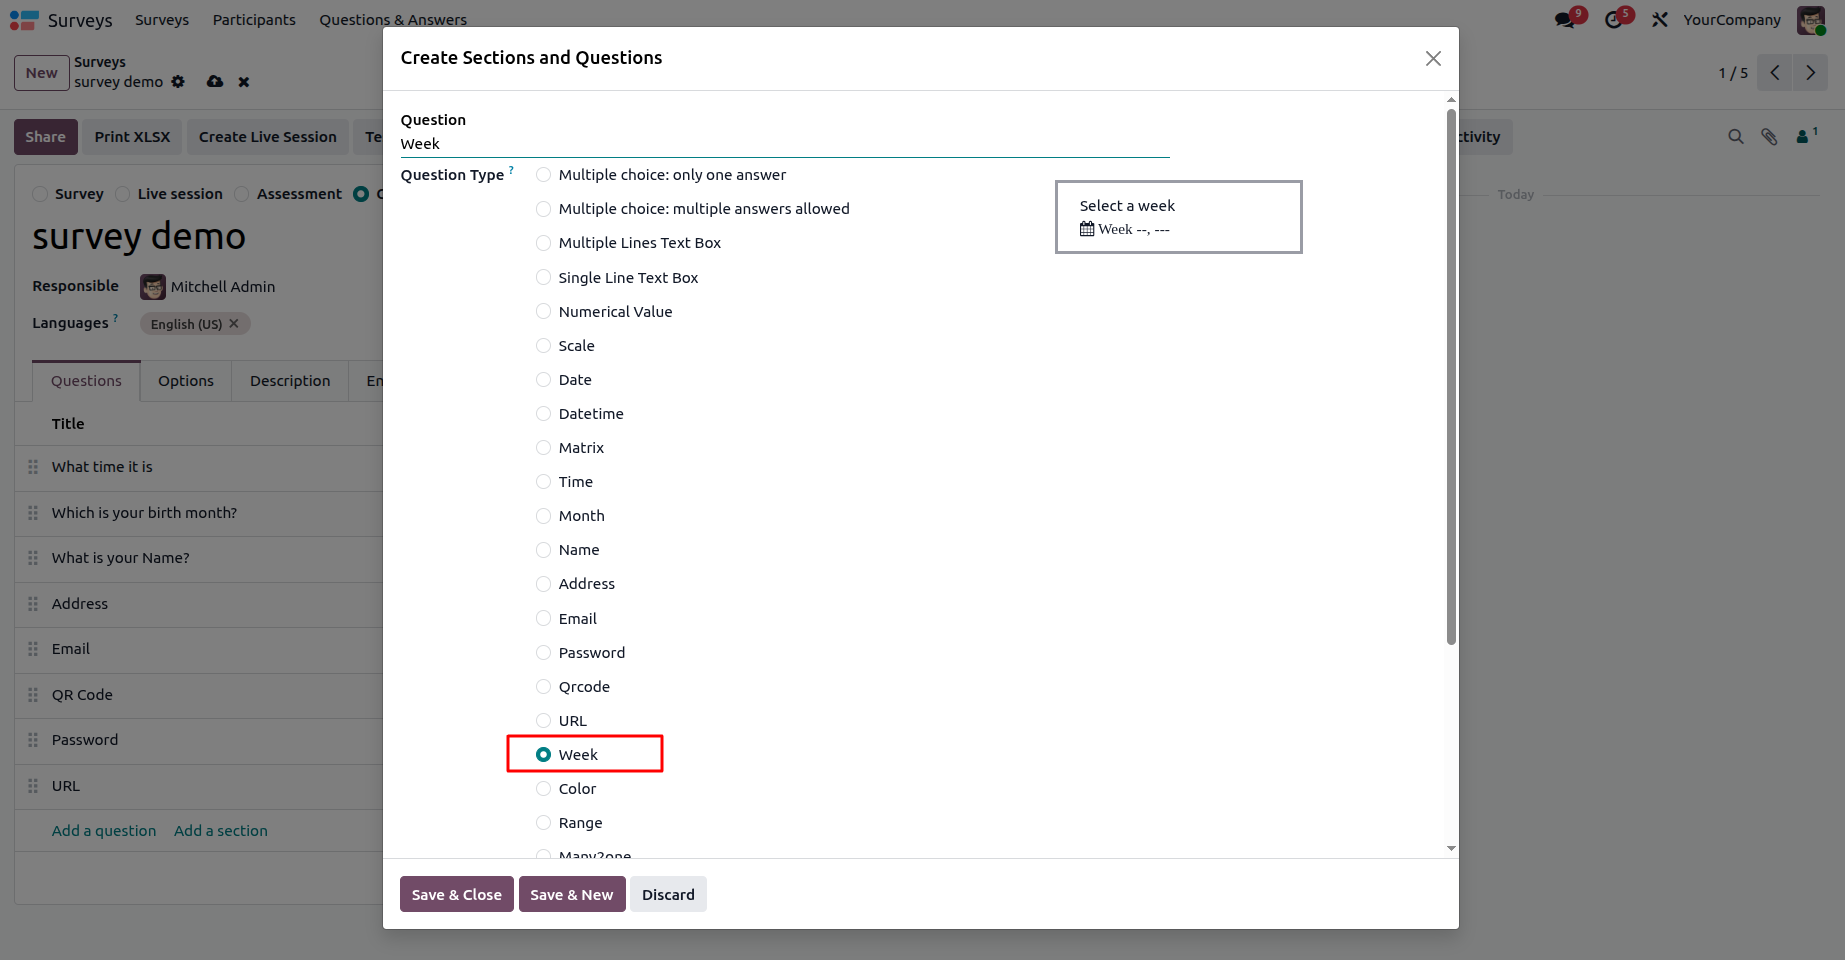 Surveys Surveys Participants Questions & Answers 9 5 YourCompany
New Surveys
survey demo
1 / 5
Share Print XLSX Create Live Session
ctivity 1
Survey Live session Assessment
Today
survey demo
Responsible Mitchell Admin
Languages ? English (US)
Questions Options Description
Title
What time it is
Which is your birth month?
What is your Name?
Address
Email
QR Code
Password
URL
Add a question Add a section
Create Sections and Questions
Question
Week
Question Type ? Multiple choice: only one answer
Multiple choice: multiple answers allowed
Multiple Lines Text Box
Single Line Text Box
Numerical Value
Scale
Date
Datetime
Matrix
Time
Month
Name
Address
Email
Password
Qrcode
URL
Week
Color
Range
Many2one
Select a week
Week --, ---
Save & Close Save & New Discard